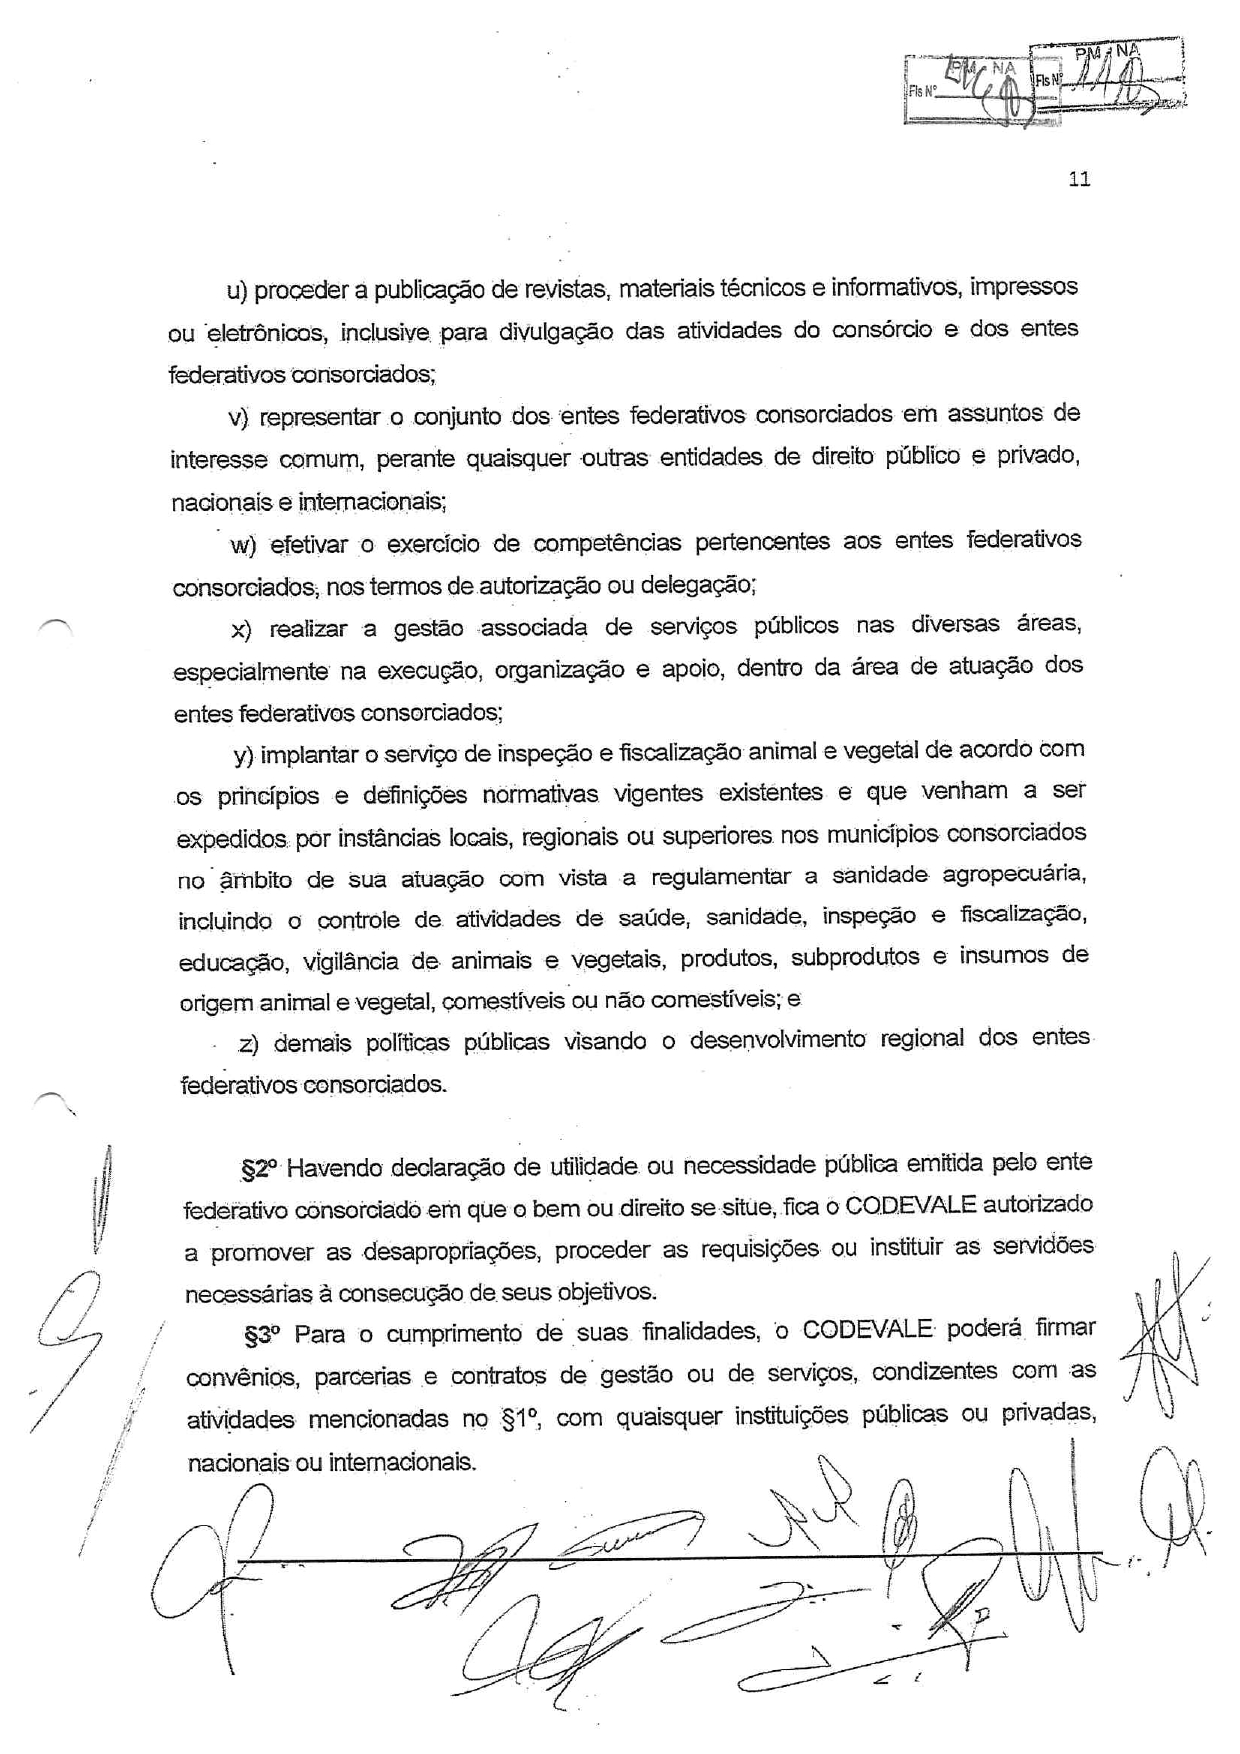 PM NA
PM NA
Fls Nº
Fls Nº
11
u) proceder a publicação de revistas, materiais técnicos e informativos, impressos
ou eletrônicos, inclusive para divulgação das atividades do consórcio e dos entes
federativos consorciados;
v) representar o conjunto dos entes federativos consorciados em assuntos de
interesse comum, perante quaisquer outras entidades de direito público e privado,
nacionais e internacionais;
w) efetivar o exercício de competências pertencentes aos entes federativos
consorciados, nos termos de autorização ou delegação;
x) realizar a gestão associada de serviços públicos nas diversas áreas,
especialmente na execução, organização e apoio, dentro da área de atuação dos
entes federativos consorciados;
y) implantar o serviço de inspeção e fiscalização animal e vegetal de acordo com
os princípios e definições normativas vigentes existentes e que venham a ser
expedidos por instâncias locais, regionais ou superiores nos municípios consorciados
no âmbito de sua atuação com vista a regulamentar a sanidade agropecuária,
incluindo o controle de atividades de saúde, sanidade, inspeção e fiscalização,
educação, vigilância de animais e vegetais, produtos, subprodutos e insumos de
origem animal e vegetal, comestíveis ou não comestíveis; e
z) demais políticas públicas visando o desenvolvimento regional dos entes
federativos consorciados.
§2º Havendo declaração de utilidade ou necessidade pública emitida pelo ente
federativo consorciado em que o bem ou direito se situe, fica o CODEVALE autorizado
a promover as desapropriações, proceder as requisições ou instituir as servidões
necessárias à consecução de seus objetivos.
§3º Para o cumprimento de suas finalidades, o CODEVALE poderá firmar
convênios, parcerias e contratos de gestão ou de serviços, condizentes com as
atividades mencionadas no §1º, com quaisquer instituições públicas ou privadas,
nacionais ou internacionais.